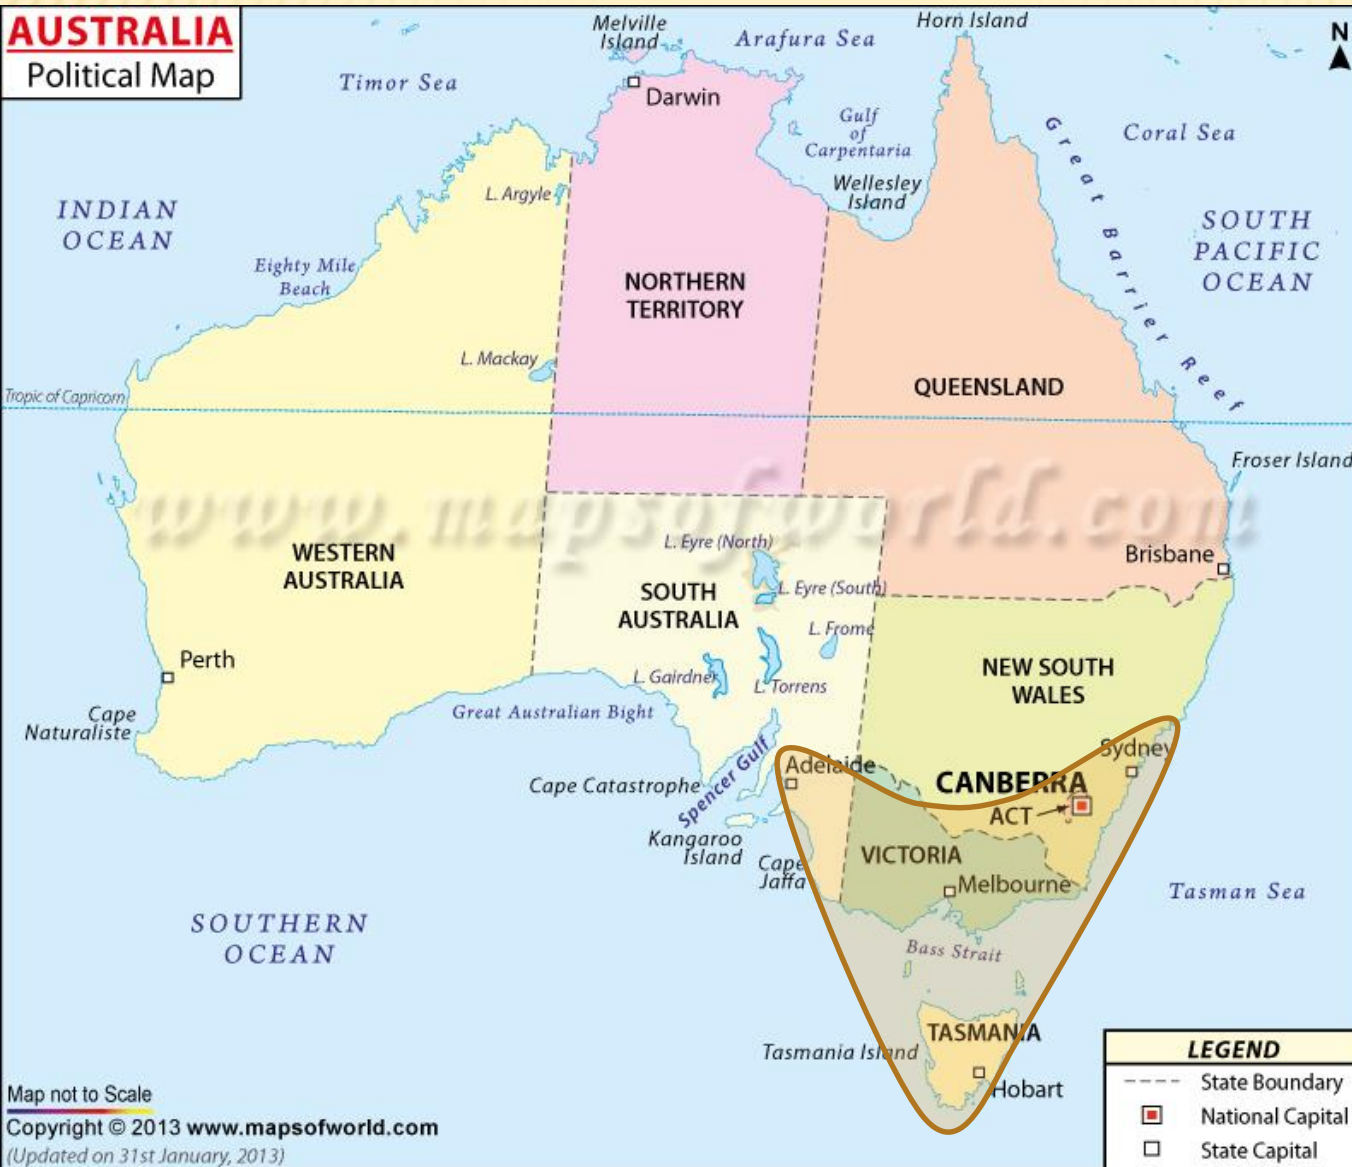 AUSTRALIA
Political Map
Melville
Island
Arafura Sea
Horn Island
N
Timor Sea
Darwin
Gulf
of
Carpentaria
Great Barrier Reef
Coral Sea
L. Argyle
Wellesley
Island
INDIAN
OCEAN
SOUTH
PACIFIC
OCEAN
Eighty Mile
Beach
NORTHERN
TERRITORY
L. Mackay
QUEENSLAND
Tropic of Capricorn
Froser Island
www.mapsofworld.com
L. Eyre (North)
WESTERN
AUSTRALIA
Brisbane
SOUTH
AUSTRALIA
L. Eyre (South)
L. Frome
Perth
NEW SOUTH
WALES
L. Gairdner
L. Torrens
Cape
Naturaliste
Great Australian Bight
Spencer Gulf
Sydney
Adelaide
Cape Catastrophe
CANBERRA
ACT
Kangaroo
Island
Cape
Jaffa
VICTORIA
Melbourne
Tasman Sea
SOUTHERN
OCEAN
Bass Strait
TASMANIA
Tasmania Island
Hobart
LEGEND
State Boundary
National Capital
State Capital
Map not to Scale
Copyright © 2013 www.mapsofworld.com
(Updated on 31st January, 2013)